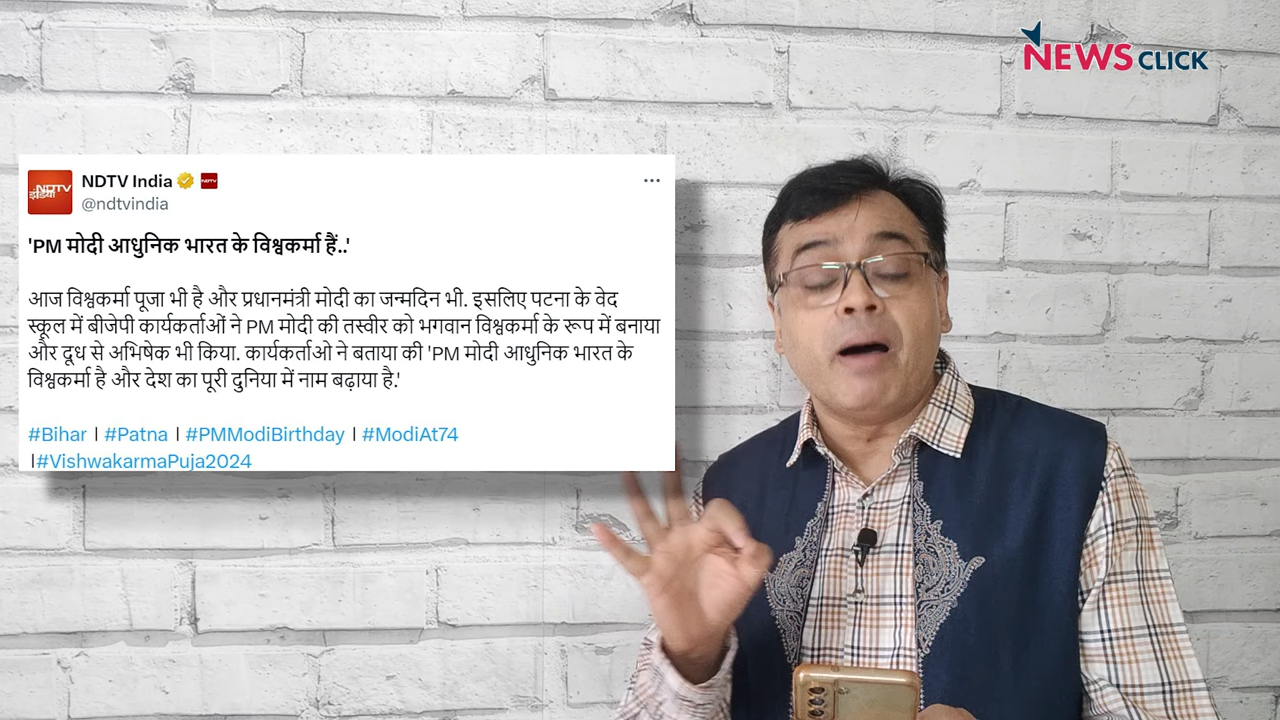 NEWS CLICK
NDTV
इंडिया
NDTV India
NDTV
@ndtvindia
'PM मोदी आधुनिक भारत के विश्वकर्मा हैं..'
आज विश्वकर्मा पूजा भी है और प्रधानमंत्री मोदी का जन्मदिन भी. इसलिए पटना के वेद
स्कूल में बीजेपी कार्यकर्ताओं ने PM मोदी की तस्वीर को भगवान विश्वकर्मा के रूप में बनाया
और दूध से अभिषेक भी किया. कार्यकर्ताओ ने बताया की 'PM मोदी आधुनिक भारत के
विश्वकर्मा है और देश का पूरी दुनिया में नाम बढ़ाया है.'
#Bihar | #Patna | #PMModiBirthday | #ModiAt74
|#VishwakarmaPuja2024